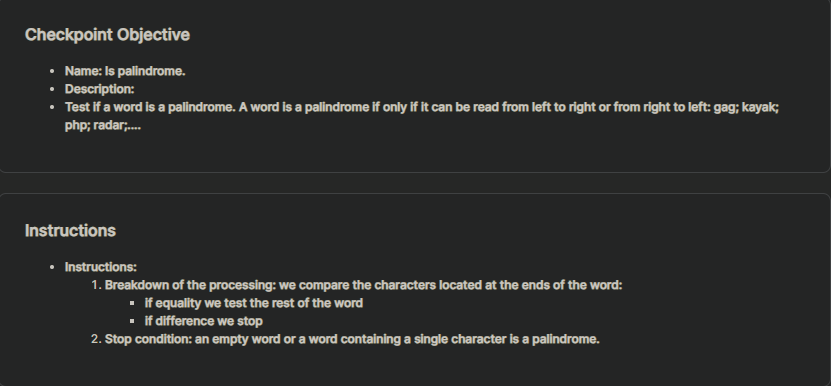 Checkpoint Objective
• Name: Is palindrome.
• Description:
• Test if a word is a palindrome. A word is a palindrome if only if it can be read from left to right or from right to left: gag; kayak;
php; radar;....
Instructions
• Instructions:
1. Breakdown of the processing: we compare the characters located at the ends of the word:
▪ if equality we test the rest of the word
▪ if difference we stop
2. Stop condition: an empty word or a word containing a single character is a palindrome.